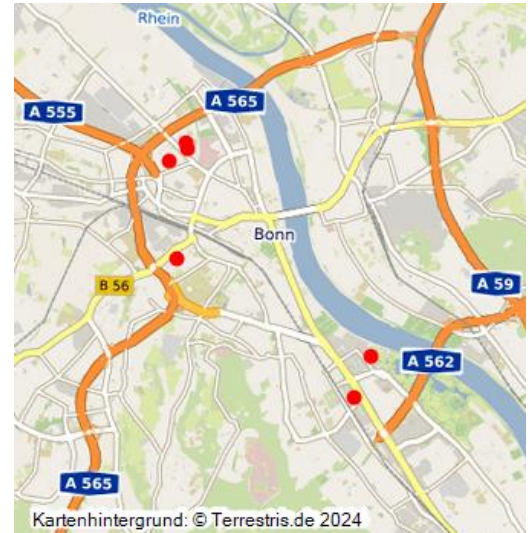 Rhein
A 565
A 555
Bonn
B 56
A 59
A 562
A 565
Kartenhintergrund: © Terrestris.de 2024